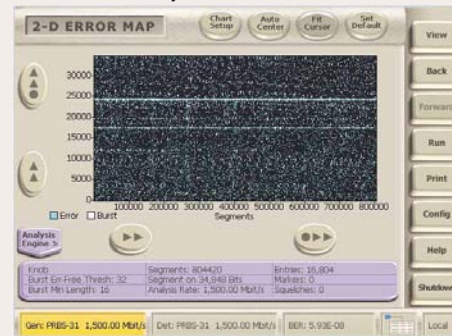 2-D ERROR MAP
Chart Setup
Auto Center
Fit Cursor
Set Default
View
Back
Forward
Run
Print
Config
Help
Shutdown
30000
25000
20000
15000
10000
5000
0
100000 200000 300000 400000 500000 600000 700000 800000
Error Burst Segments
Analysis Engine >
Knob
Burst Err-Free Thresh: 32
Burst Min Length: 16
Segments: 804420
Segment on 34,848 Bits
Analysis Rate: 1,500.00 Mbt/s
Entries: 16,804
Markers: 0
Squelches: 0
Gen: PRBS-31 1,500.00 Mbt/s
Det: PRBS-31 1,500.00 Mbit/s
BER: 5.93E-08
Local